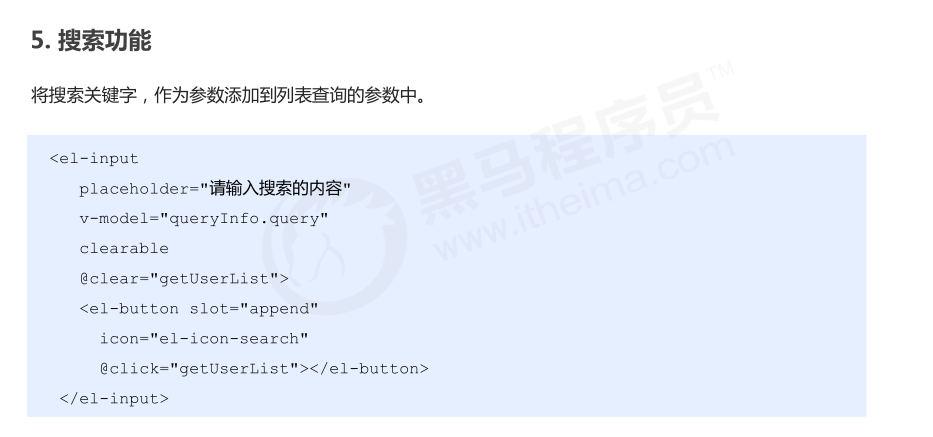 5. 搜索功能
将搜索关键字，作为参数添加到列表查询的参数中。
<el-input
placeholder="请输入搜索的内容"
v-model="queryInfo.query"
clearable
@clear="getUserList">
<el-button slot="append"
icon="el-icon-search"
@click="getUserList"></el-button>
</el-input>
黑马程序员™
www.itheima.com